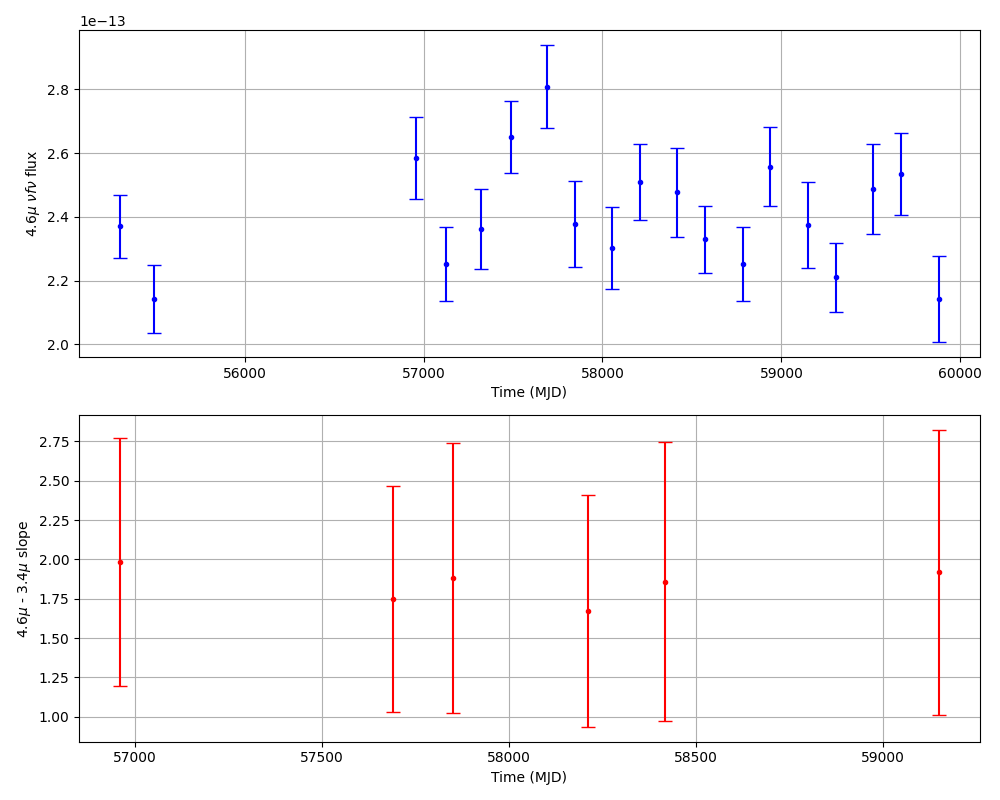 1e−13
2.8
2.6
2.4
2.2
2.0
4.6μ νfν flux
56000 57000 58000 59000 60000
Time (MJD)
2.75
2.50
2.25
2.00
1.75
1.50
1.25
1.00
4.6μ - 3.4μ slope
57000 57500 58000 58500 59000
Time (MJD)